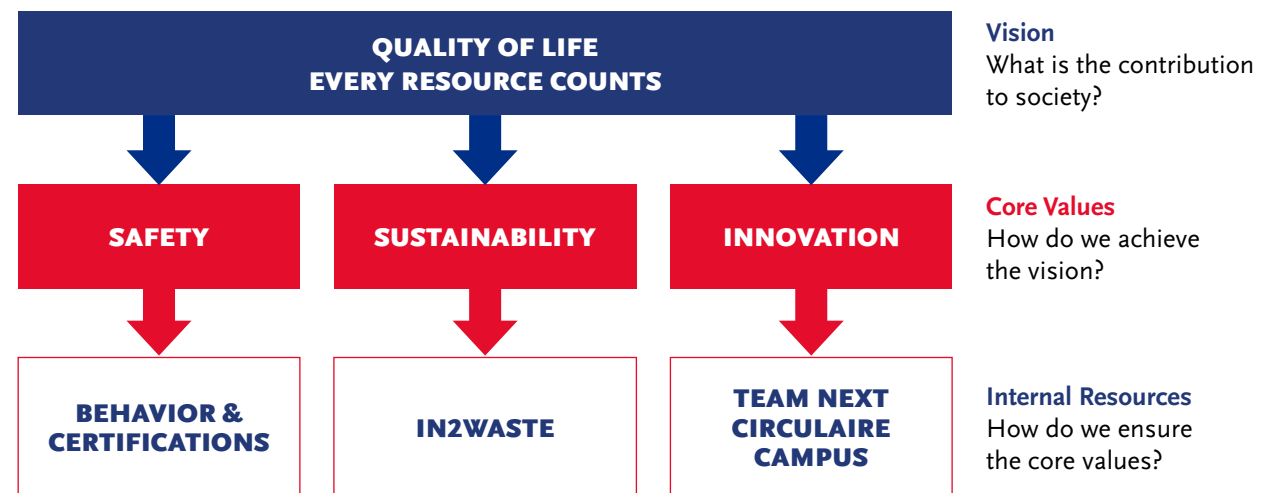 QUALITY OF LIFE
EVERY RESOURCE COUNTS
Vision
What is the contribution
to society?
SAFETY
SUSTAINABILITY
INNOVATION
Core Values
How do we achieve
the vision?
BEHAVIOR &
CERTIFICATIONS
IN2WASTE
TEAM NEXT
CIRCULAIRE
CAMPUS
Internal Resources
How do we ensure
the core values?